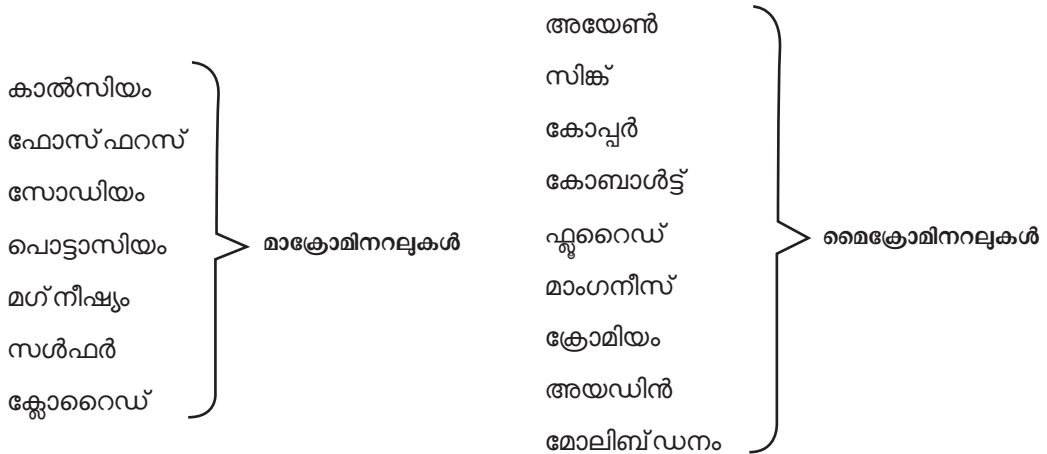 കാൽസിയം
ഫോസ്ഫറസ്
സോഡിയം
പൊട്ടാസിയം
മഗ്നീഷ്യം
സൾഫർ
ക്ലോറൈഡ്
മാക്രോമിനറലുകൾ
അയേൺ
സിങ്ക്
കോപ്പർ
കോബാൾട്ട്
ഫ്ലൂറൈഡ്
മാംഗനീസ്
ക്രോമിയം
അയഡിൻ
മോലിബ്ഡനം
മൈക്രോമിനറലുകൾ